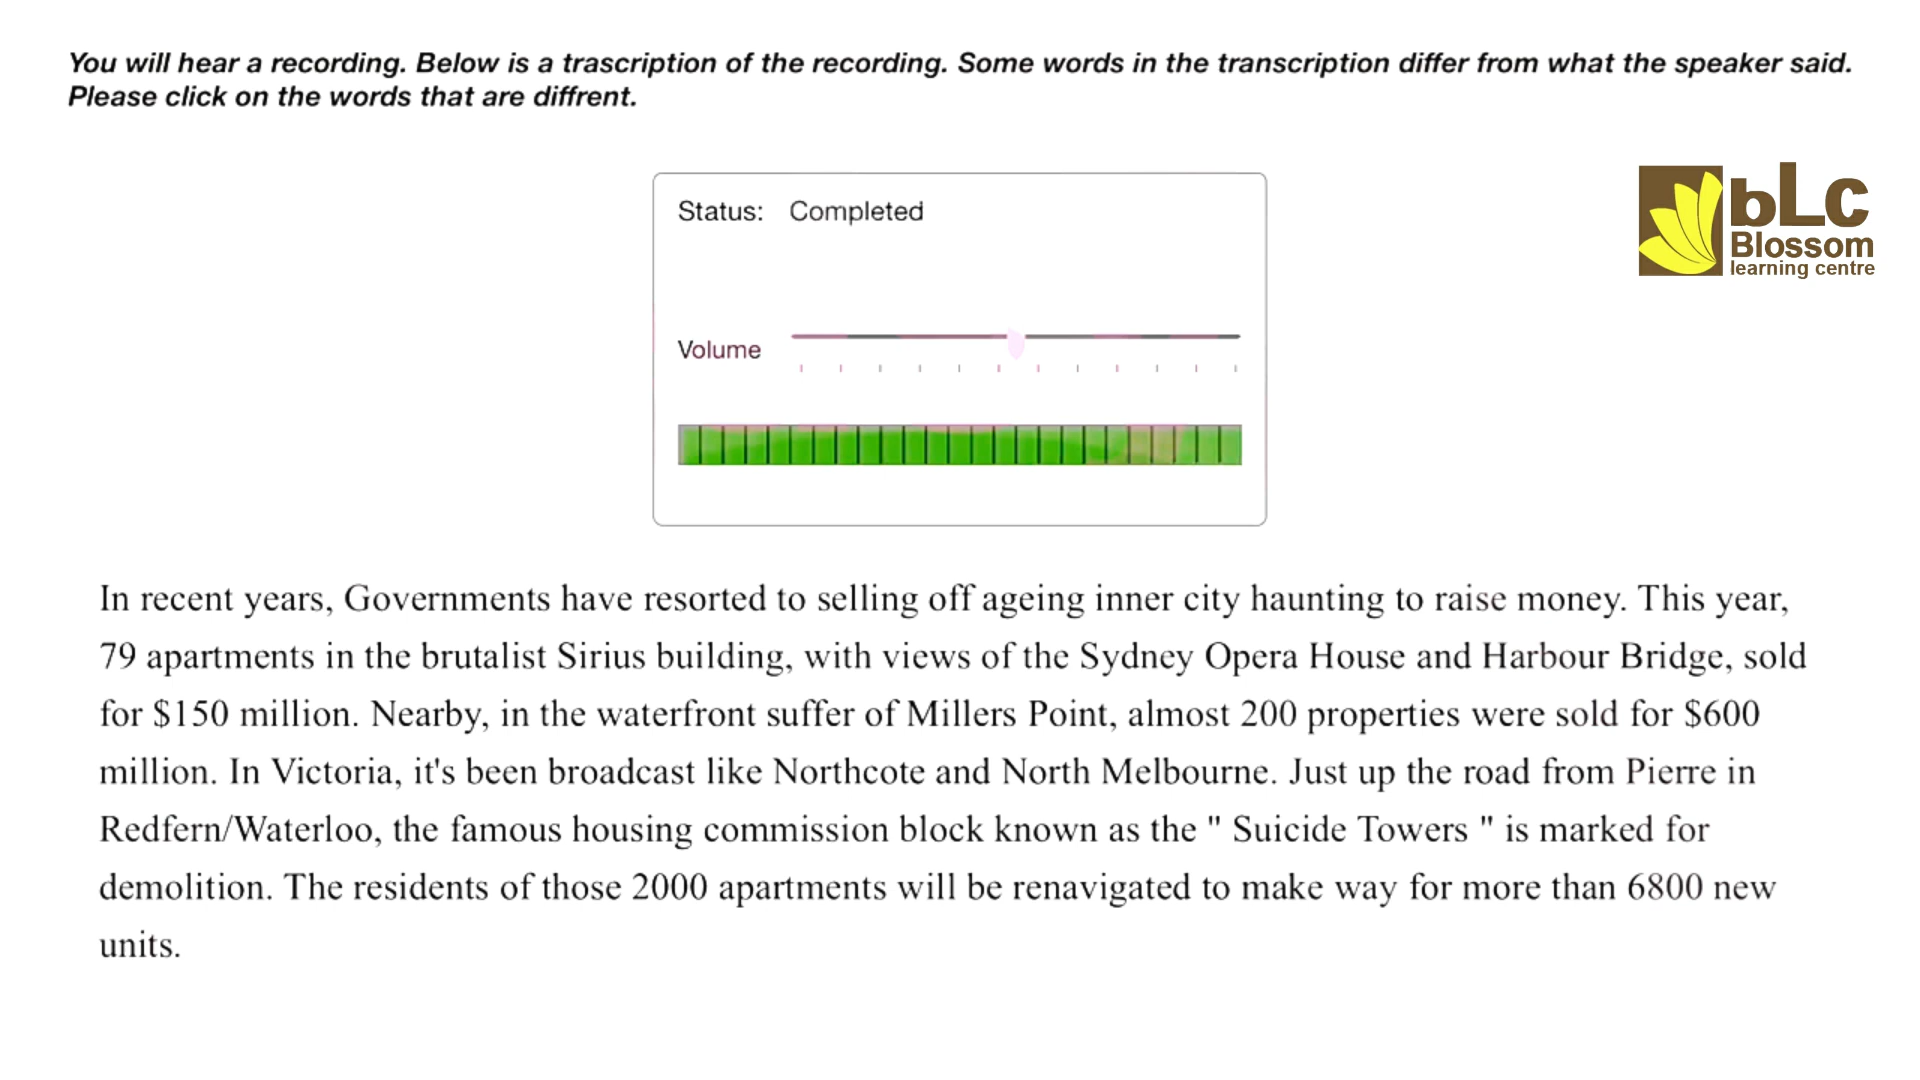 You will hear a recording. Below is a trascription of the recording. Some words in the transcription differ from what the speaker said.
Please click on the words that are diffrent.
Status: Completed
bLc
Blossom
learning centre
Volume
In recent years, Governments have resorted to selling off ageing inner city haunting to raise money. This year,
79 apartments in the brutalist Sirius building, with views of the Sydney Opera House and Harbour Bridge, sold
for $150 million. Nearby, in the waterfront suffer of Millers Point, almost 200 properties were sold for $600
million. In Victoria, it's been broadcast like Northcote and North Melbourne. Just up the road from Pierre in
Redfern/Waterloo, the famous housing commission block known as the " Suicide Towers " is marked for
demolition. The residents of those 2000 apartments will be renavigated to make way for more than 6800 new
units.